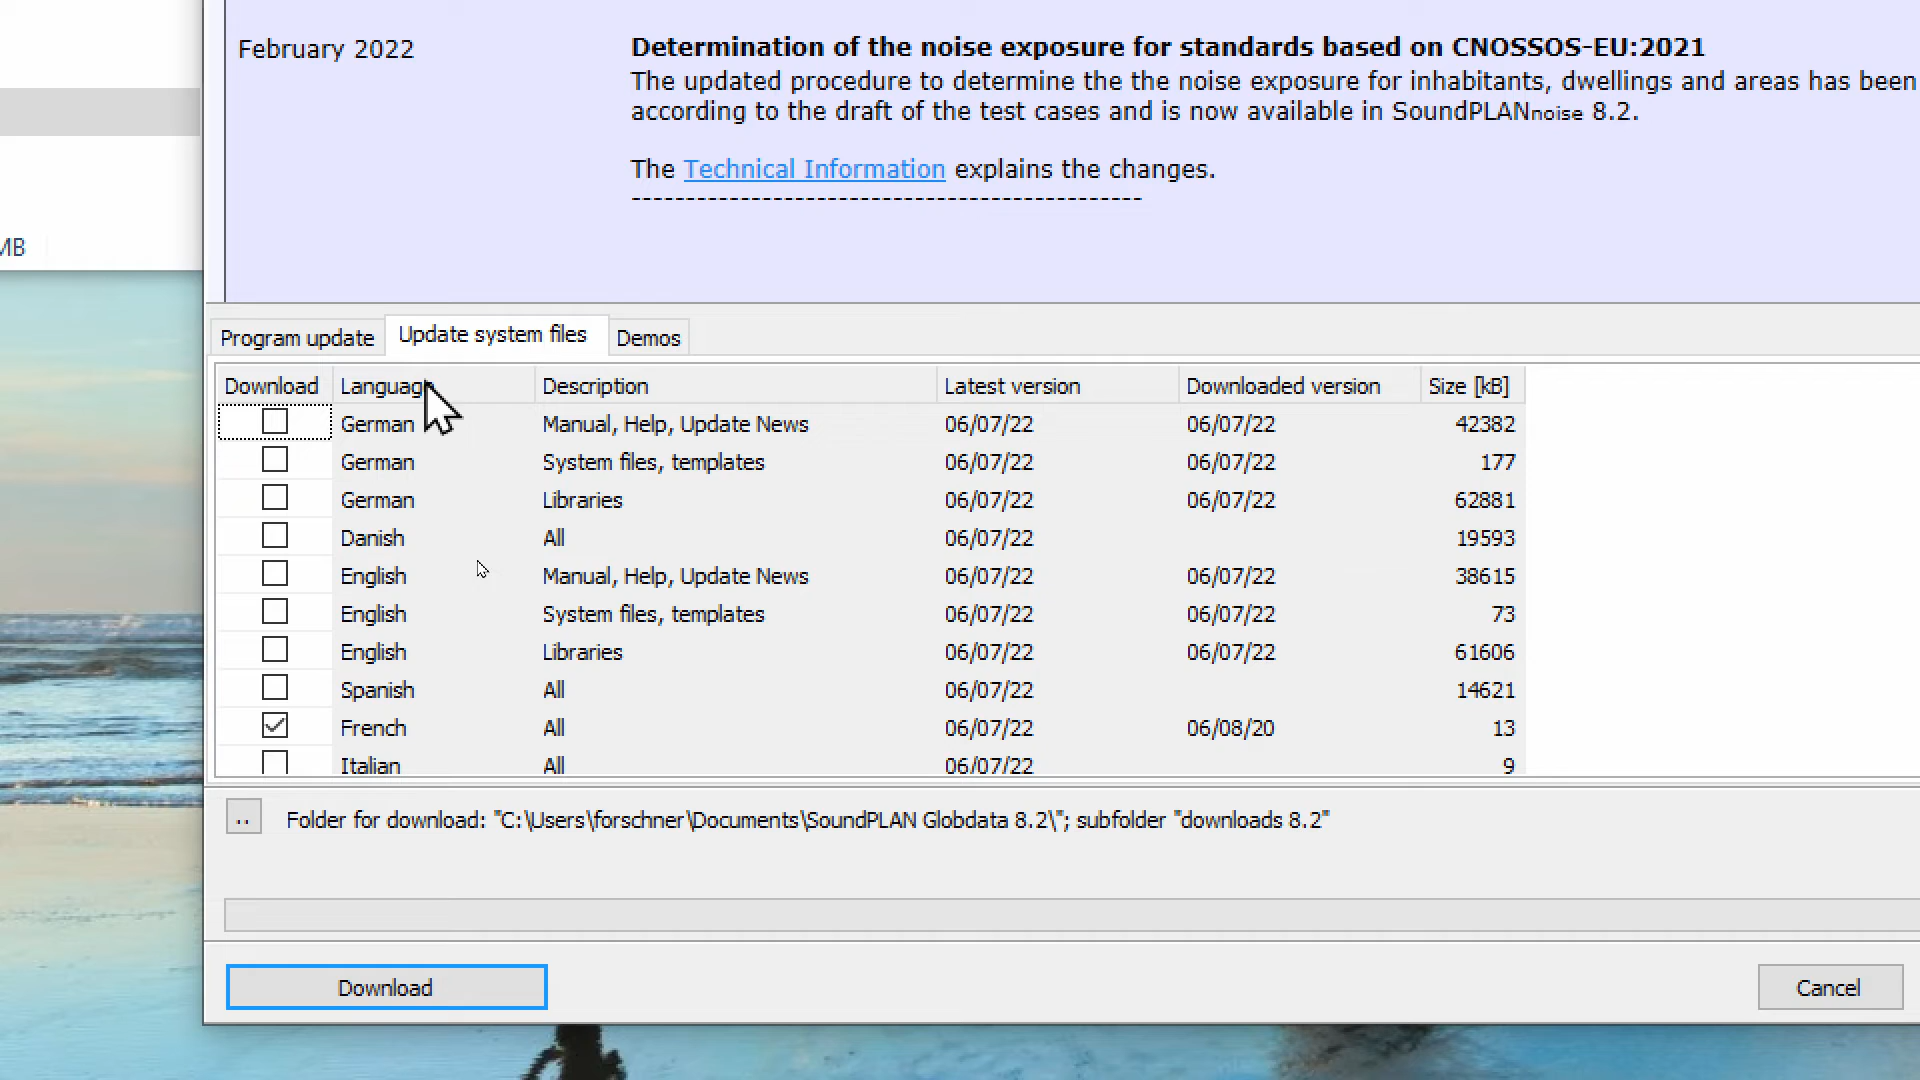 February 2022
Determination of the noise exposure for standards based on CNOSSOS-EU:2021
The updated procedure to determine the the noise exposure for inhabitants, dwellings and areas has been
according to the draft of the test cases and is now available in SoundPLANnoise 8.2.
The Technical Information explains the changes.
-----------------------------------------------
MB
Program update Update system files Demos
Download Language Description Latest version Downloaded version Size [kB]
German Manual, Help, Update News 06/07/22 06/07/22 42382
German System files, templates 06/07/22 06/07/22 177
German Libraries 06/07/22 06/07/22 62881
Danish All 06/07/22 19593
English Manual, Help, Update News 06/07/22 06/07/22 38615
English System files, templates 06/07/22 06/07/22 73
English Libraries 06/07/22 06/07/22 61606
Spanish All 06/07/22 14621
French All 06/07/22 06/08/20 13
Italian All 06/07/22 9
.. Folder for download: "C:\Users\forschner\Documents\SoundPLAN Globdata 8.2\"; subfolder "downloads 8.2"
Download Cancel